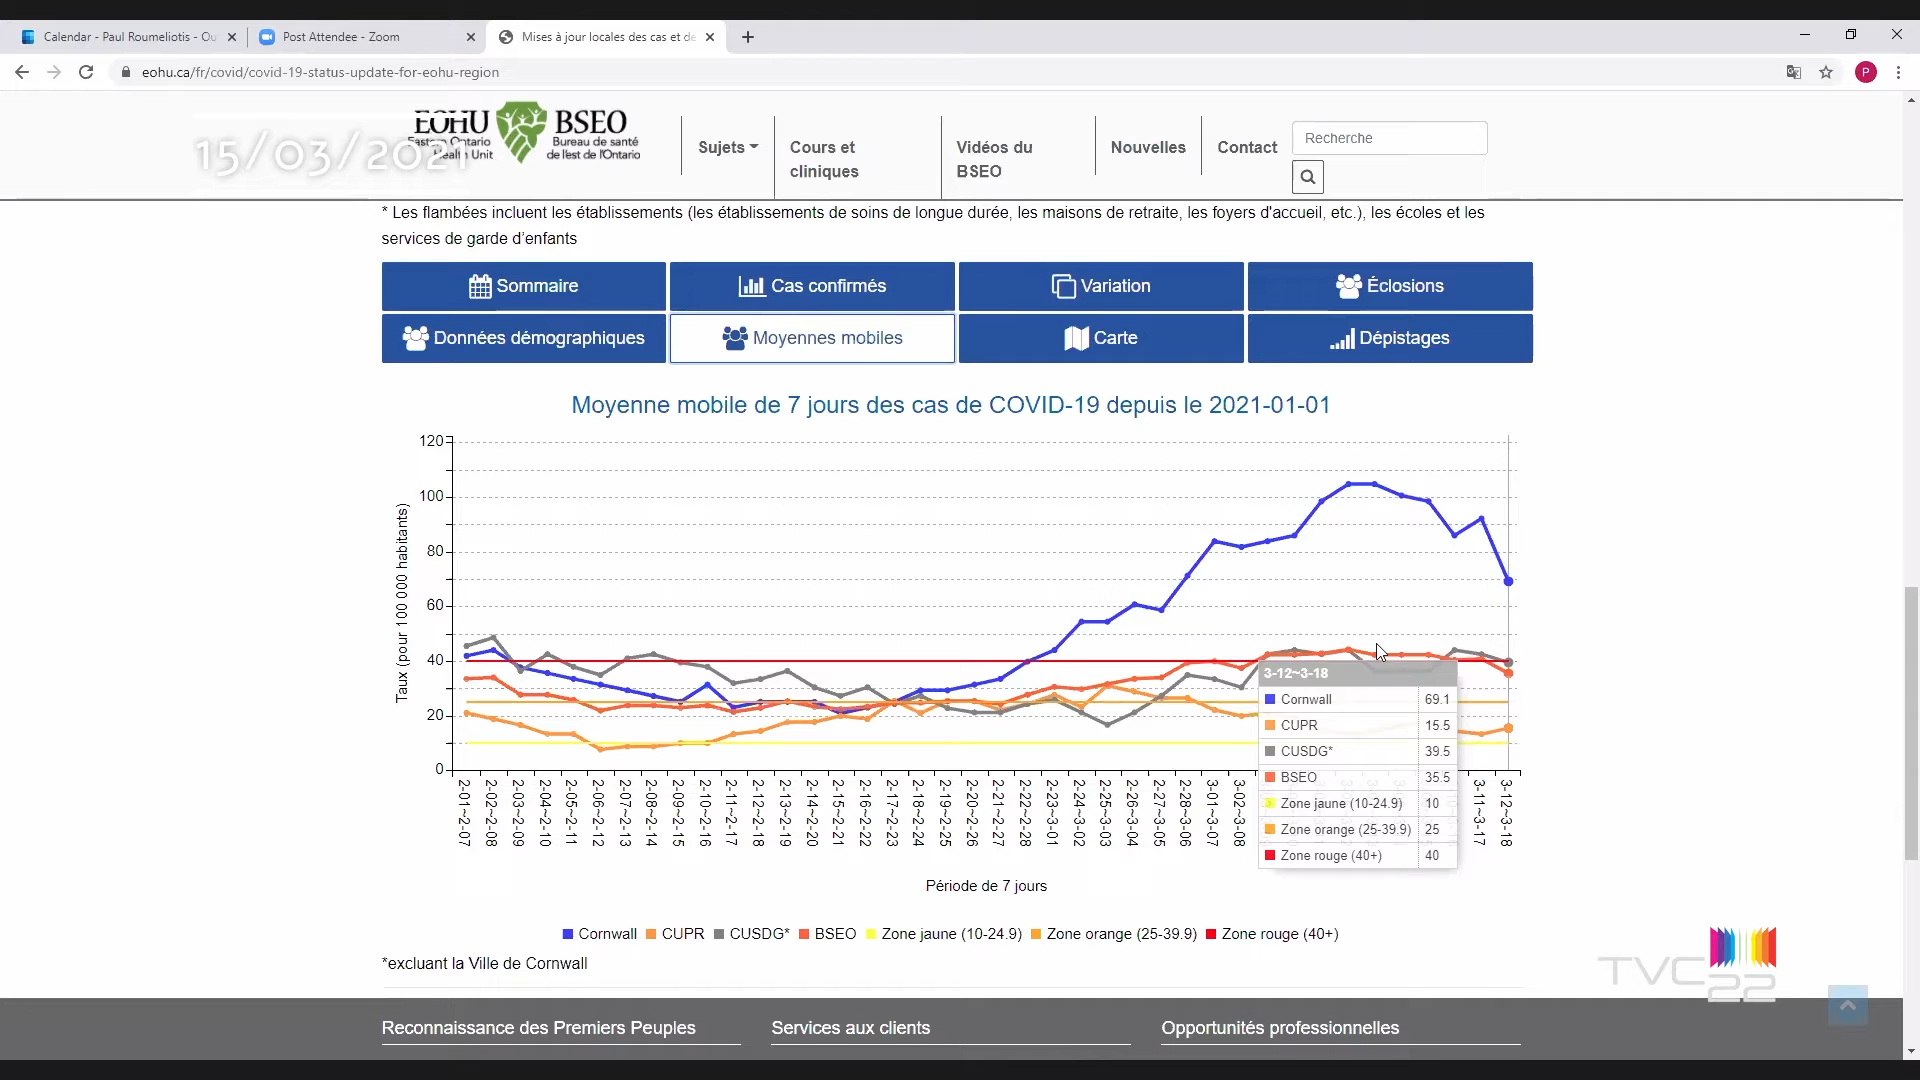 Calendar - Paul Roumeliotis - Ou
Post Attendee - Zoom
Mises à jour locales des cas et de
eohu.ca/fr/covid/covid-19-status-update-for-eohu-region
P
EOHU BSEO
Eastern Ontario Health Unit
Bureau de santé de l'est de l'Ontario
15/03/2021
Sujets
Cours et cliniques
Vidéos du BSEO
Nouvelles
Contact
Recherche
* Les flambées incluent les établissements (les établissements de soins de longue durée, les maisons de retraite, les foyers d'accueil, etc.), les écoles et les
services de garde d'enfants
Sommaire
Cas confirmés
Variation
Éclosions
Données démographiques
Moyennes mobiles
Carte
Dépistages
Moyenne mobile de 7 jours des cas de COVID-19 depuis le 2021-01-01
Taux (pour 100 000 habitants)
120
100
80
60
40
20
0
2-01~2-07
2-02~2-08
2-03~2-09
2-04~2-10
2-05~2-11
2-06~2-12
2-07~2-13
2-08~2-14
2-09~2-15
2-10~2-16
2-11~2-17
2-12~2-18
2-13~2-19
2-14~2-20
2-15~2-21
2-16~2-22
2-17~2-23
2-18~2-24
2-19~2-25
2-20~2-26
2-21~2-27
2-22~2-28
2-23~3-01
2-24~3-02
2-25~3-03
2-26~3-04
2-27~3-05
2-28~3-06
3-01~3-07
3-02~3-08
3-11~3-17
3-12~3-18
3-12~3-18
Cornwall 69.1
CUPR 15.5
CUSDG* 39.5
BSEO 35.5
Zone jaune (10-24.9) 10
Zone orange (25-39.9) 25
Zone rouge (40+) 40
Période de 7 jours
Cornwall CUPR CUSDG* BSEO Zone jaune (10-24.9) Zone orange (25-39.9) Zone rouge (40+)
*excluant la Ville de Cornwall
TVC22
Reconnaissance des Premiers Peuples
Services aux clients
Opportunités professionnelles